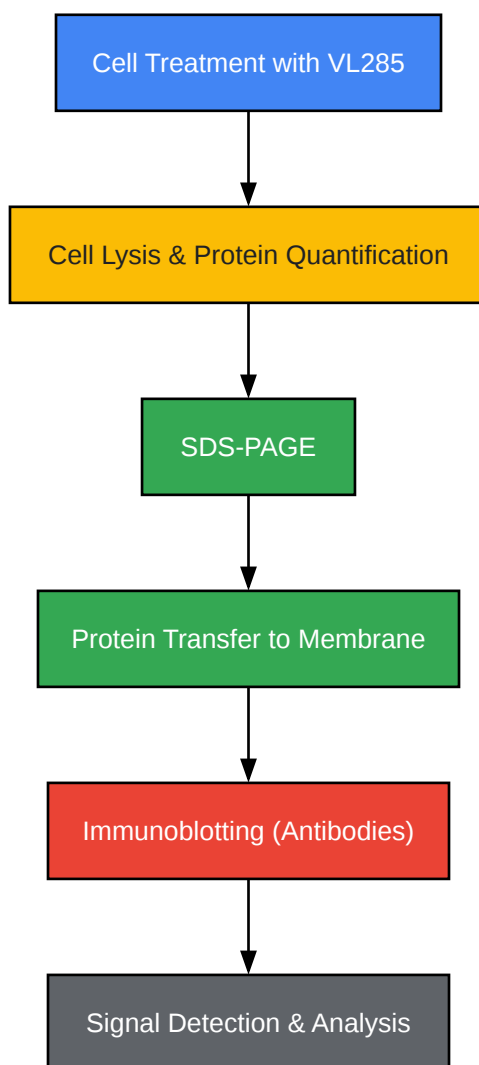 Cell Treatment with VL285
Cell Lysis & Protein Quantification
SDS-PAGE
Protein Transfer to Membrane
Immunoblotting (Antibodies)
Signal Detection & Analysis